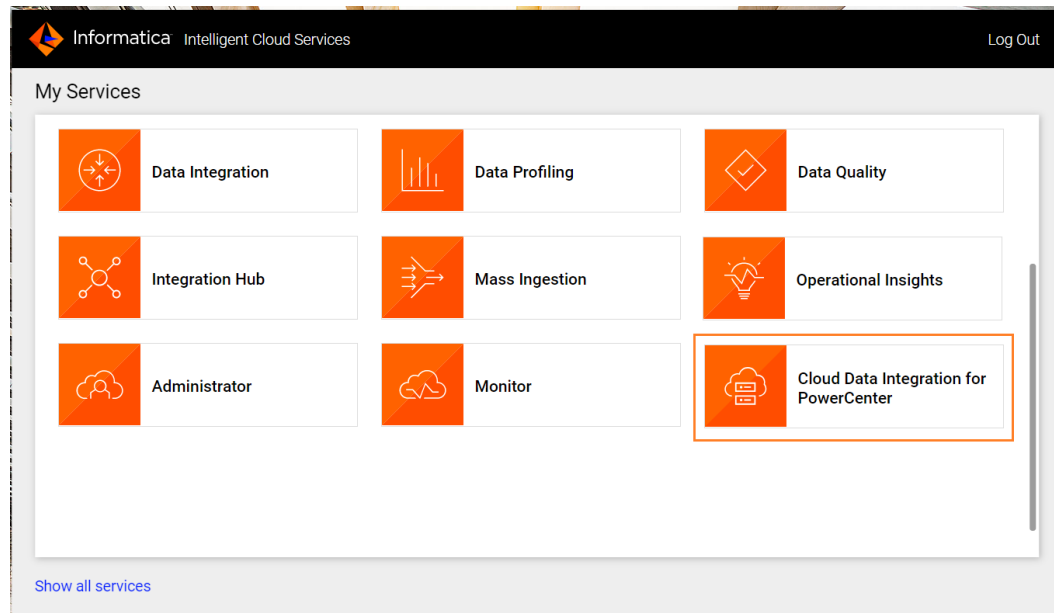 Informatica Intelligent Cloud Services
Log Out
My Services
Data Integration
Data Profiling
Data Quality
Integration Hub
Mass Ingestion
Operational Insights
Administrator
Monitor
Cloud Data Integration for
PowerCenter
Show all services